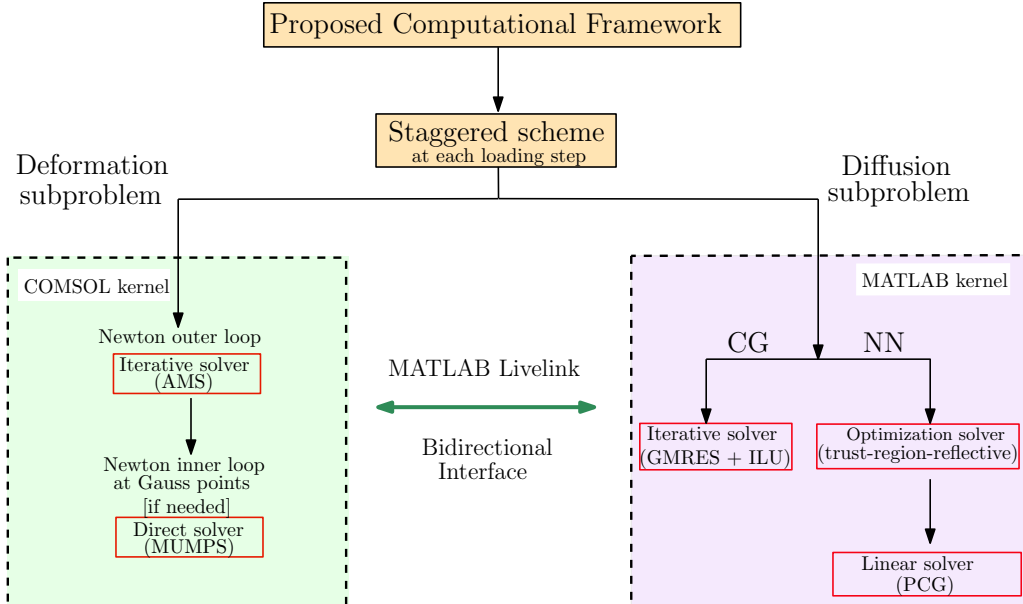 Proposed Computational Framework
Staggered scheme
at each loading step
Deformation
subproblem
Diffusion
subproblem
COMSOL kernel
Newton outer loop
Iterative solver
(AMS)
Newton inner loop
at Gauss points
[if needed]
Direct solver
(MUMPS)
MATLAB Livelink
Bidirectional
Interface
MATLAB kernel
CG
NN
Iterative solver
(GMRES + ILU)
Optimization solver
(trust-region-reflective)
Linear solver
(PCG)